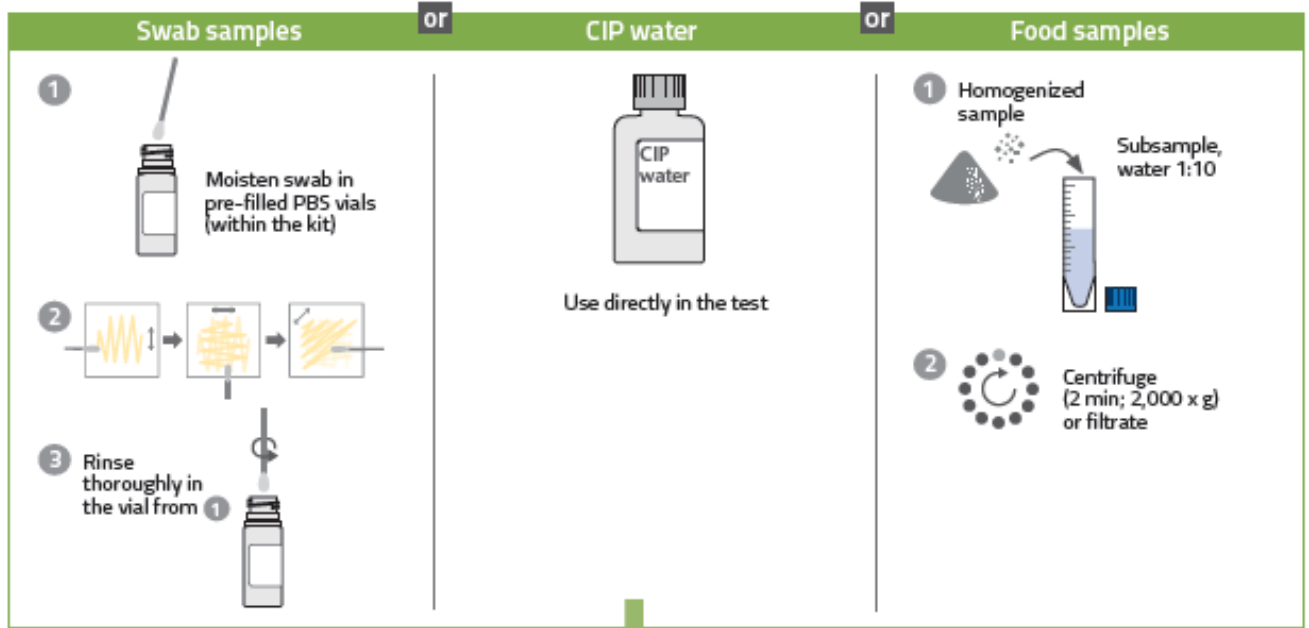 Swab samples
or
CIP water
or
Food samples
1
Moisten swab in
pre-filled PBS vials
(within the kit)
2
3
Rinse
thoroughly in
the vial from 1
CIP
water
Use directly in the test
1
Homogenized
sample
Subsample,
water 1:10
2
Centrifuge
(2 min; 2,000 x g)
or filtrate